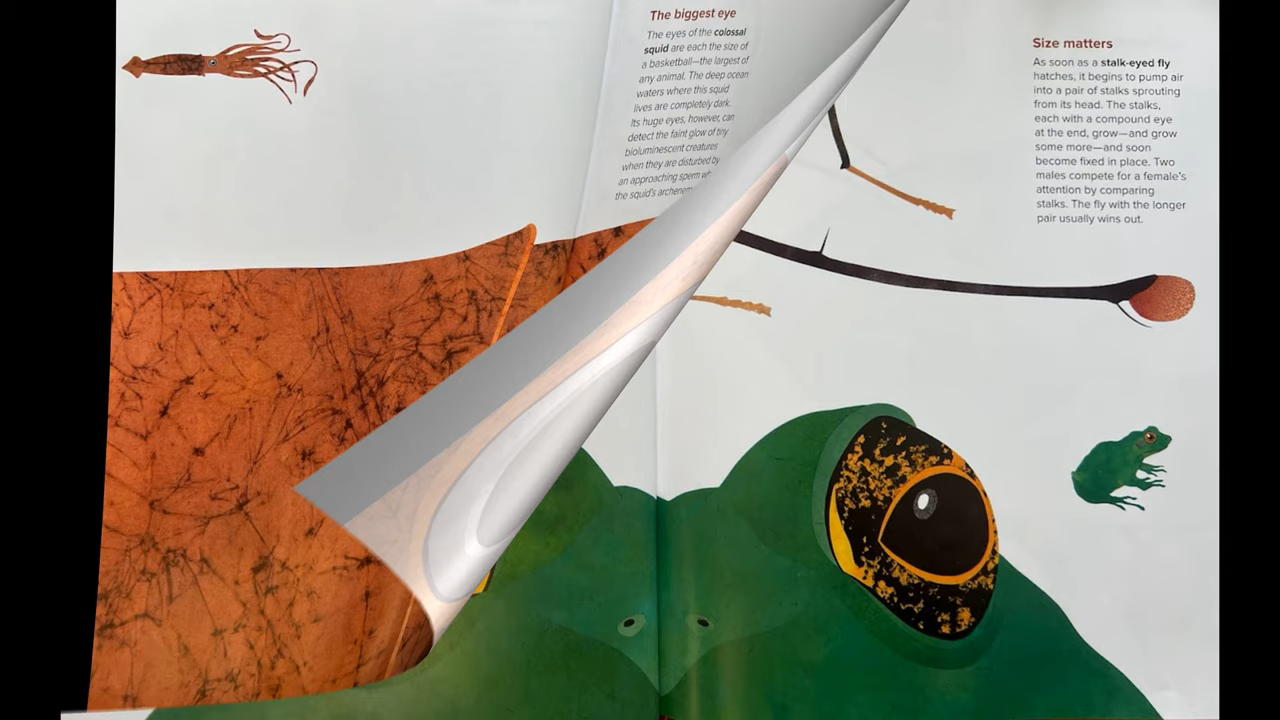 The biggest eye
The eyes of the colossal
squid are each the size of
a basketball—the largest of
any animal. The deep ocean
waters where this squid
lives are completely dark.
Its huge eyes, however, can
detect the faint glow of tiny
bioluminescent creatures
when they are disturbed by
an approaching sperm
the squid's
Size matters
As soon as a stalk-eyed fly
hatches, it begins to pump air
into a pair of stalks sprouting
from its head. The stalks,
each with a compound eye
at the end, grow—and grow
some more—and soon
become fixed in place. Two
males compete for a female's
attention by comparing
stalks. The fly with the longer
pair usually wins out.